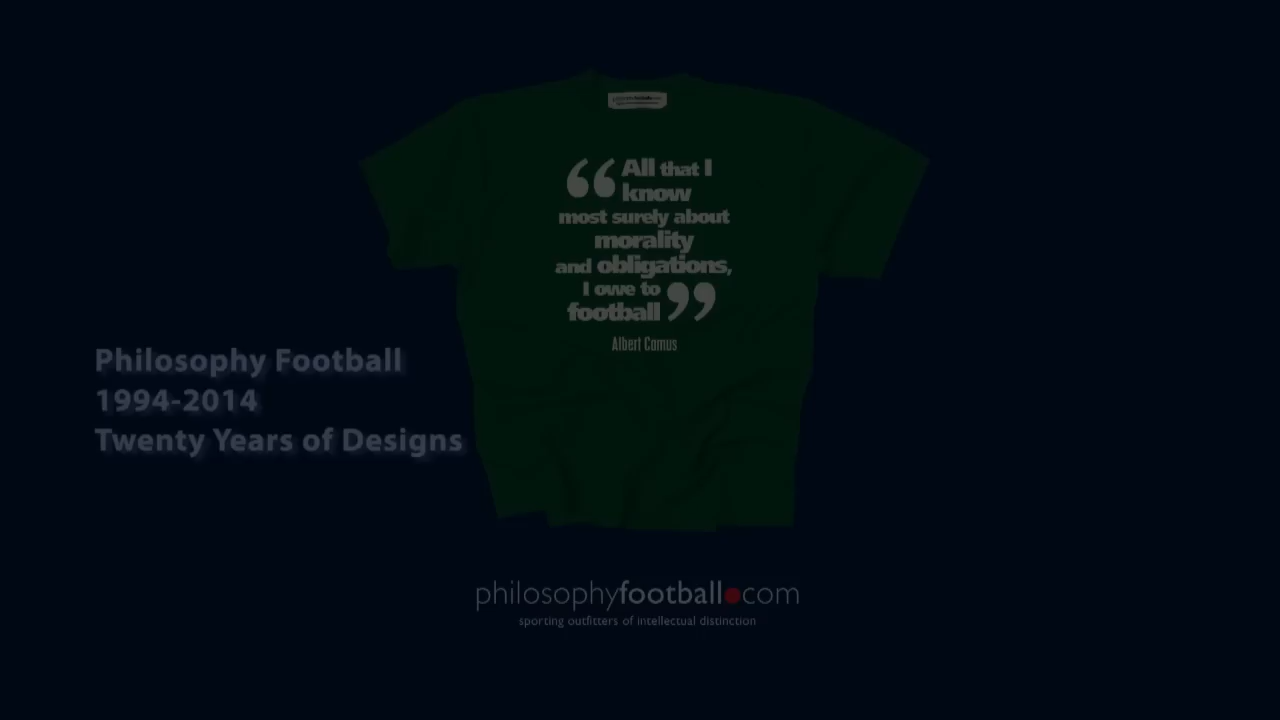 “ All that I
know
most surely about
morality
and obligations,
I owe to
football ”
Albert Camus
Philosophy Football
1994-2014
Twenty Years of Designs
philosophyfootball.com
sporting outfitters of intellectual distinction